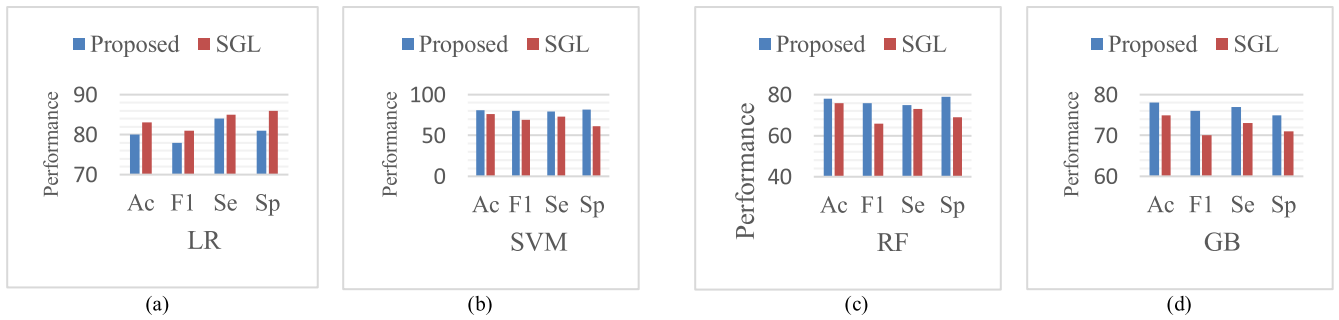 Proposed SGL
Performance
90
80
70
Ac F1 Se Sp
LR
(a)
Proposed SGL
Performance
100
50
0
Ac F1 Se Sp
SVM
(b)
Proposed SGL
Performance
80
60
40
Ac F1 Se Sp
RF
(c)
Proposed SGL
Performance
80
70
60
Ac F1 Se Sp
GB
(d)